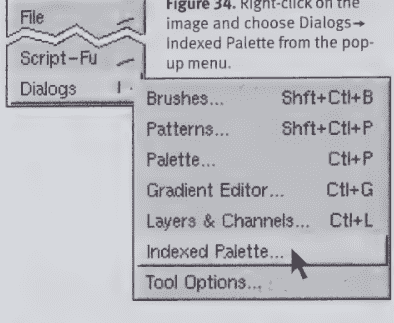 Figure 34. Right-click on the
image and choose Dialogs→
Indexed Palette from the pop-
up menu.
File
Script-Fu
Dialogs
Brushes... Shft+Ctl+B
Patterns... Shft+Ctl+P
Palette... Ctl+P
Gradient Editor... Ctl+G
Layers & Channels... Ctl+L
Indexed Palette...
Tool Options...